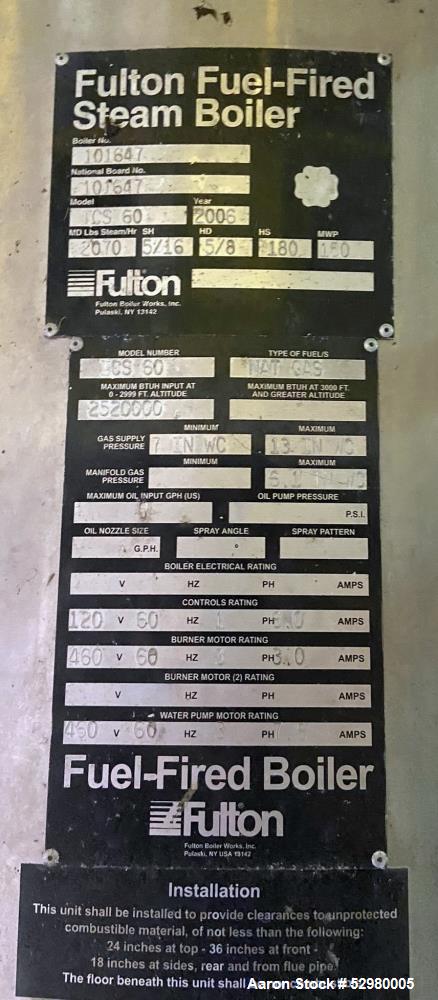 Fulton Fuel-Fired
Steam Boiler
Boiler No.
101647
National Board No.
101647
Model Year
ICS 60 2006
MD Lbs Steam/Hr SH HD HS MWP
2070 5/16 5/8 180 150
Fulton
Fulton Boiler Works, Inc.
Pulaski, NY 13142
MODEL NUMBER TYPE OF FUEL/S
ICS 60 NAT GAS
MAXIMUM BTUH INPUT AT MAXIMUM BTUH AT 3000 FT.
0 - 2999 FT. ALTITUDE AND GREATER ALTITUDE
2520000
MINIMUM MAXIMUM
GAS SUPPLY PRESSURE 7 IN WC 13 IN WC
MINIMUM MAXIMUM
MANIFOLD GAS PRESSURE
MAXIMUM OIL INPUT GPH (US) OIL PUMP PRESSURE
P.S.I.
OIL NOZZLE SIZE SPRAY ANGLE SPRAY PATTERN
G.P.H. °
BOILER ELECTRICAL RATING
V HZ PH AMPS
CONTROLS RATING
120 V 60 HZ 1 PH AMPS
BURNER MOTOR RATING
460 V 60 HZ PH 3.0 AMPS
BURNER MOTOR (2) RATING
V HZ PH AMPS
WATER PUMP MOTOR RATING
460 V 60 HZ PH AMPS
Fuel-Fired Boiler
Fulton
Fulton Boiler Works, Inc.
Pulaski, NY USA 13142
Installation
This unit shall be installed to provide clearances to unprotected
combustible material, of not less than the following:
24 inches at top - 36 inches at front -
18 inches at sides, rear and from flue pipe.
The floor beneath this unit shall
Aaron Stock #52980005